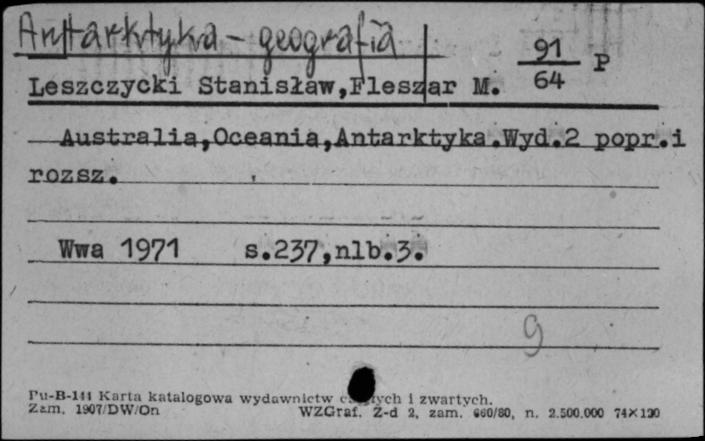 Antarktyka - geografia
91
64 P
Leszczycki Stanisław,Fleszar M.
Australia,Oceania,Antarktyka.Wyd.2 popr.i
rozsz.
Wwa 1971 s.237,nlb.3.
9
Pu-B-141 Karta katalogowa wydawnictw i zwartych.
Zam. 1907/DW/On WZGraf. Z-d 2, zam. 660/80, n. 2.500.000 74×120